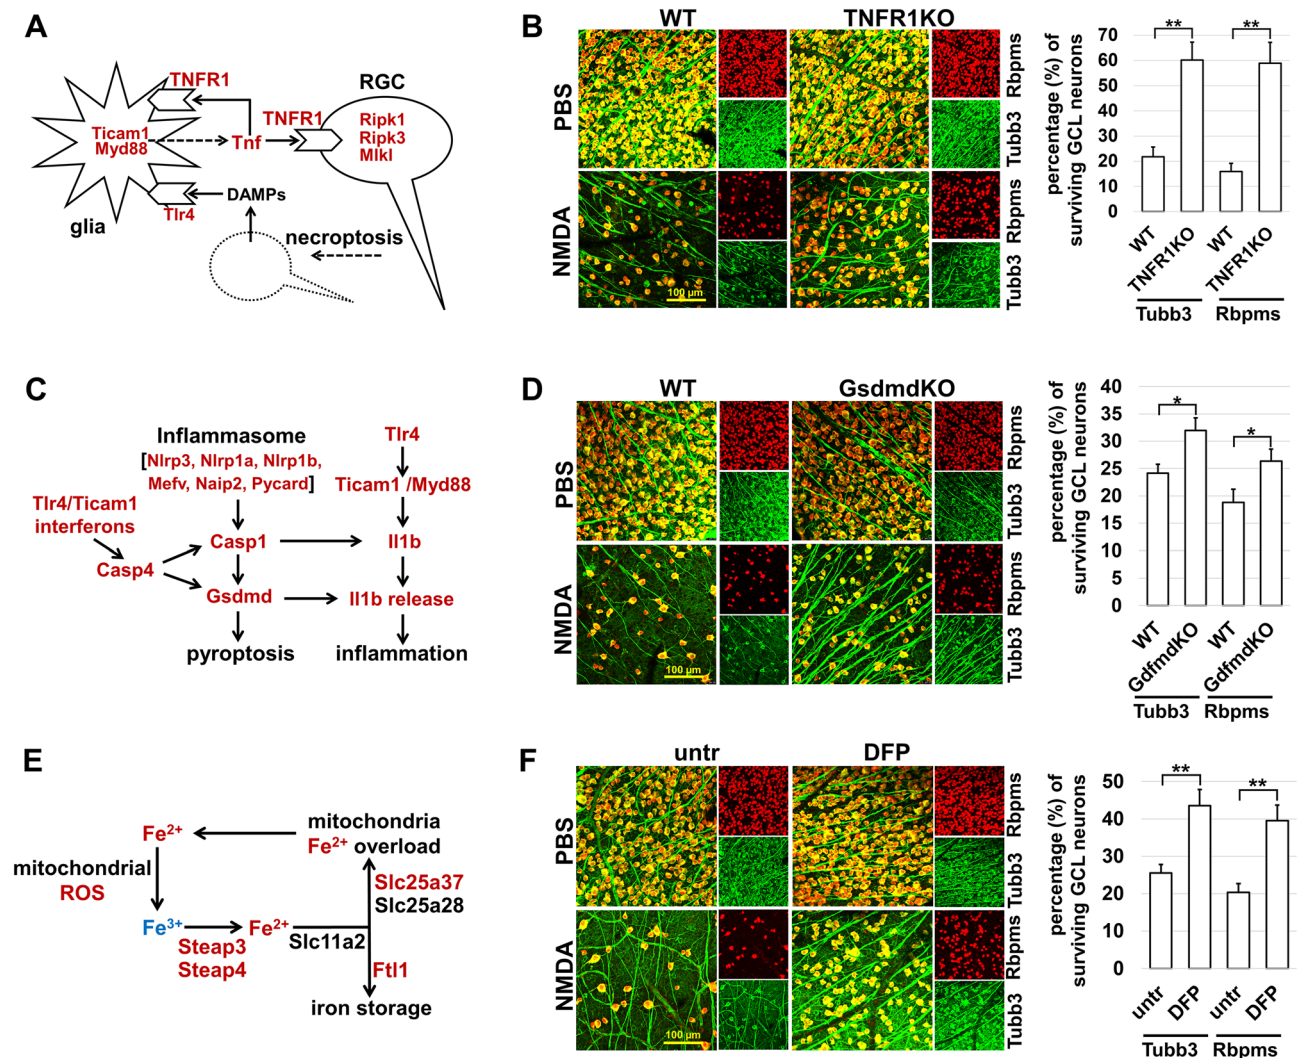 A
TNFR1
RGC
TNFR1
Ticam1
Myd88
Tnf
Ripk1
Ripk3
Mlkl
DAMPs
Tlr4
glia
necroptosis
B
WT
TNFR1KO
PBS
NMDA
Rbpms
Tubb3
Rbpms
Tubb3
100 µm
percentage (%) of
surviving GCL neurons
70
60
50
40
30
20
10
0
**
**
WT
TNFR1KO
WT
TNFR1KO
Tubb3
Rbpms
C
Inflammasome
[Nlrp3, Nlrp1a, Nlrp1b,
Mefv, Naip2, Pycard]
Tlr4
Ticam1 /Myd88
Tlr4/Ticam1
interferons
Casp4
Casp1
Il1b
Gsdmd
Il1b release
pyroptosis
inflammation
D
WT
GsdmdKO
PBS
NMDA
Rbpms
Tubb3
Rbpms
Tubb3
100 µm
percentage (%) of
surviving GCL neurons
40
35
30
25
20
15
10
5
0
*
*
WT
GdfmdKO
WT
GdfmdKO
Tubb3
Rbpms
E
Fe2+
mitochondria
Fe2+ overload
mitochondrial
ROS
Slc25a37
Slc25a28
Fe3+
Fe2+
Slc11a2
Steap3
Steap4
Ftl1
iron storage
F
untr
DFP
PBS
NMDA
Rbpms
Tubb3
Rbpms
Tubb3
100 µm
percentage (%) of
surviving GCL neurons
50
40
30
20
10
0
**
**
untr
DFP
untr
DFP
Tubb3
Rbpms